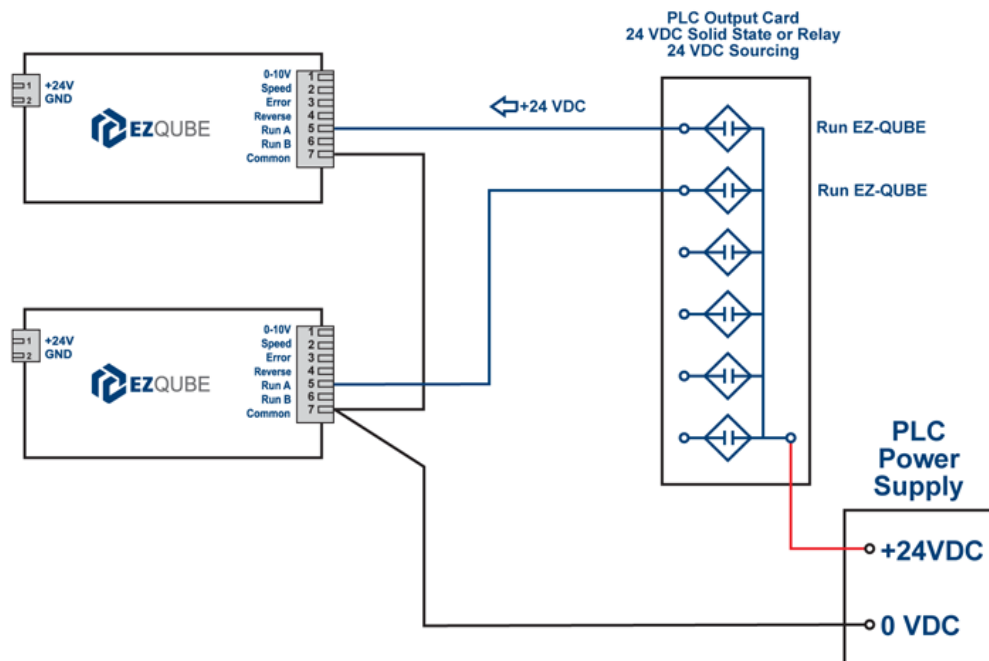 PLC Output Card
24 VDC Solid State or Relay
24 VDC Sourcing
1 +24V
2 GND
EZQUBE
0-10V 1
Speed 2
Error 3
Reverse 4
Run A 5
Run B 6
Common 7
+24 VDC
Run EZ-QUBE
Run EZ-QUBE
1 +24V
2 GND
EZQUBE
0-10V 1
Speed 2
Error 3
Reverse 4
Run A 5
Run B 6
Common 7
PLC
Power
Supply
+24VDC
0 VDC